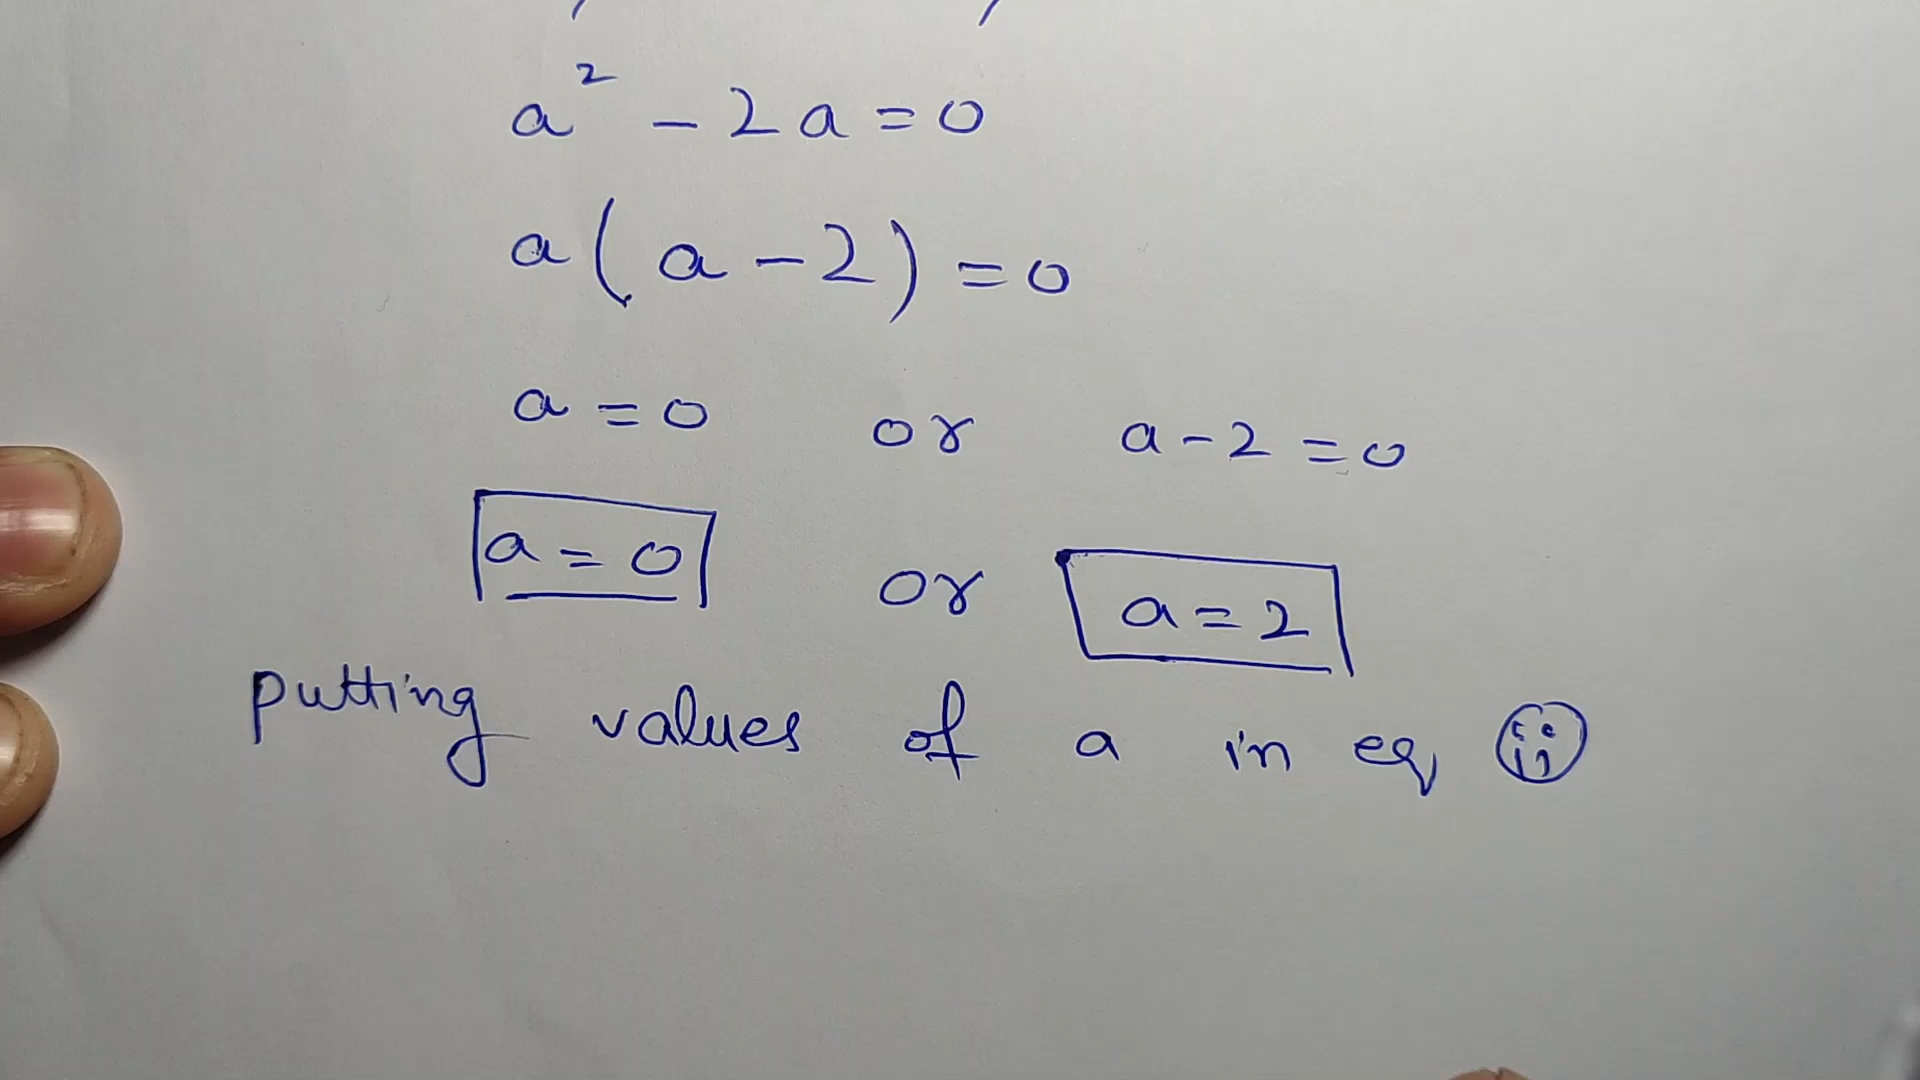 a² - 2a = 0
a(a - 2) = 0
a = 0 or a - 2 = 0
a = 0 or a = 2
putting values of a in eq (ii)